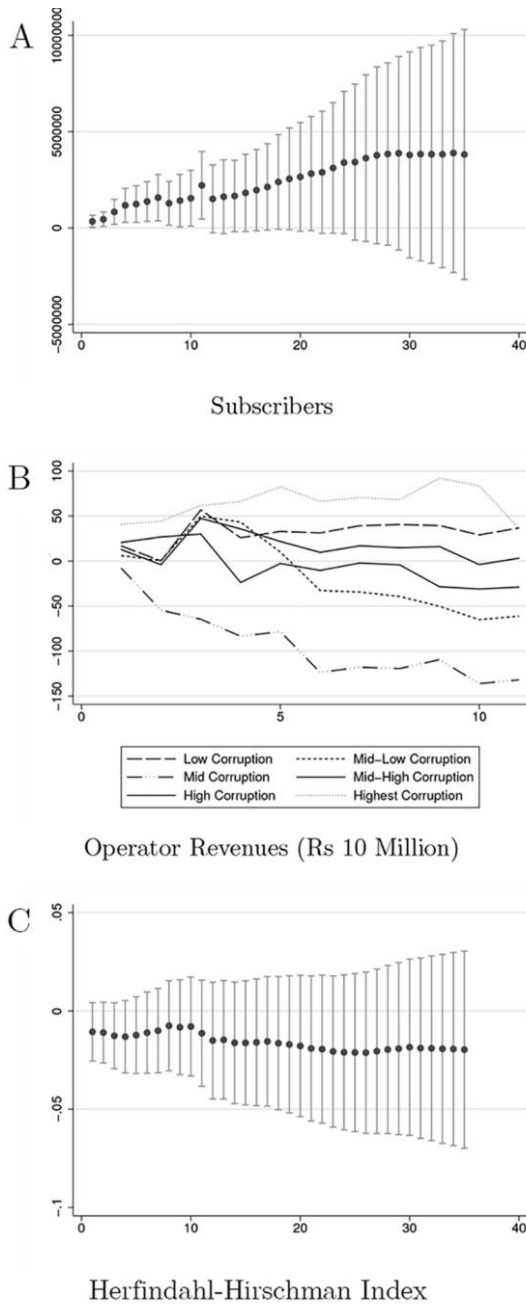 A
10000000
5000000
0
-5000000
0 10 20 30 40
Subscribers
B
100
50
0
-50
-100
-150
0 5 10
Low Corruption Mid-Low Corruption
Mid Corruption Mid-High Corruption
High Corruption Highest Corruption
Operator Revenues (Rs 10 Million)
C
.05
0
-.05
-.1
0 10 20 30 40
Herfindahl-Hirschman Index